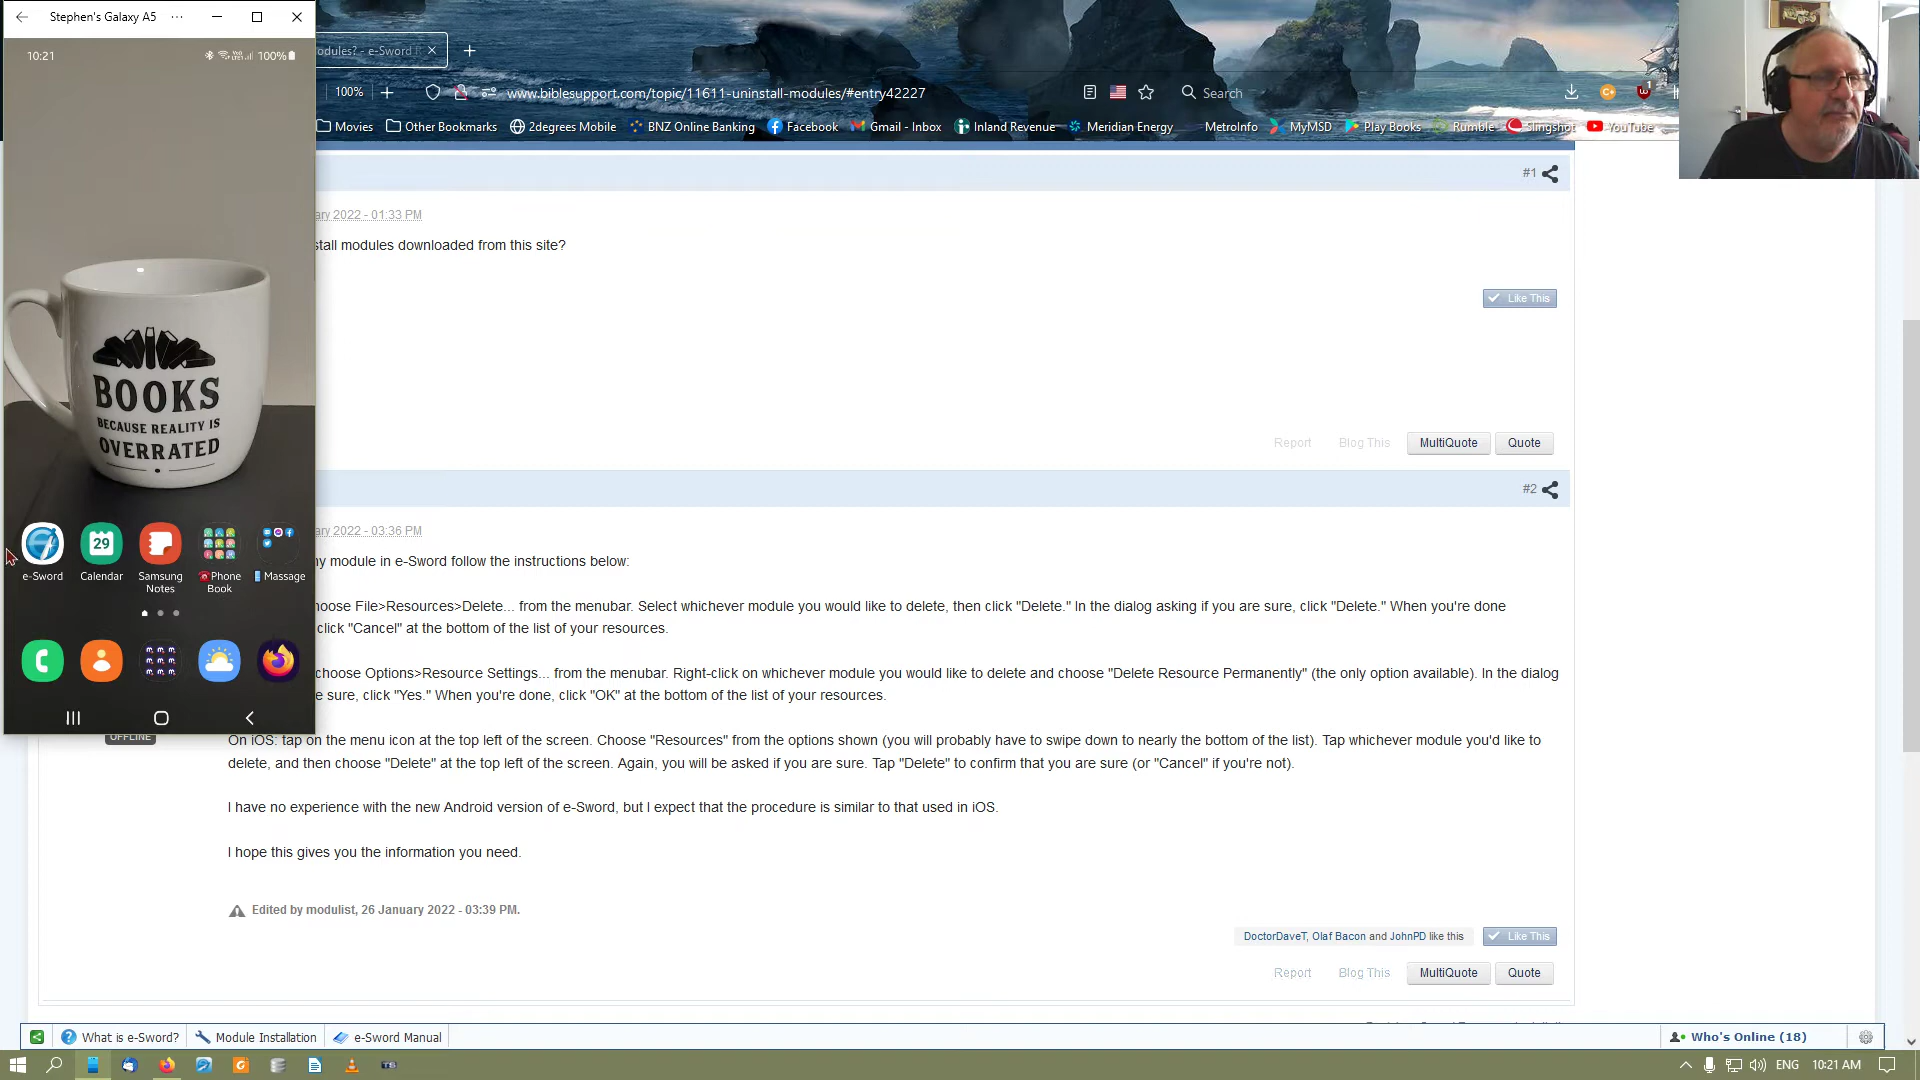 Stephen's Galaxy A5
10:21
100%
BOOKS
BECAUSE REALITY IS
OVERRATED
e-Sword
Calendar
29
Samsung Notes
Phone Book
Massage
odules? - e-Sword
100%
www.biblesupport.com/topic/11611-uninstall-modules/#entry42227
Search
Movies
Other Bookmarks
2degrees Mobile
BNZ Online Banking
Facebook
Gmail - Inbox
Inland Revenue
Meridian Energy
MetroInfo
MyMSD
Play Books
Rumble
Slingshot
YouTube
#1
ary 2022 - 01:33 PM
stall modules downloaded from this site?
Like This
Report
Blog This
MultiQuote
Quote
#2
ary 2022 - 03:36 PM
ny module in e-Sword follow the instructions below:
hoose File>Resources>Delete... from the menubar. Select whichever module you would like to delete, then click "Delete." In the dialog asking if you are sure, click "Delete." When you're done
click "Cancel" at the bottom of the list of your resources.
choose Options>Resource Settings... from the menubar. Right-click on whichever module you would like to delete and choose "Delete Resource Permanently" (the only option available). In the dialog
e sure, click "Yes." When you're done, click "OK" at the bottom of the list of your resources.
OFFLINE
On iOS: tap on the menu icon at the top left of the screen. Choose "Resources" from the options shown (you will probably have to swipe down to nearly the bottom of the list). Tap whichever module you'd like to
delete, and then choose "Delete" at the top left of the screen. Again, you will be asked if you are sure. Tap "Delete" to confirm that you are sure (or "Cancel" if you're not).
I have no experience with the new Android version of e-Sword, but I expect that the procedure is similar to that used in iOS.
I hope this gives you the information you need.
Edited by modulist, 26 January 2022 - 03:39 PM.
DoctorDaveT, Olaf Bacon and JohnPD like this
Like This
Report
Blog This
MultiQuote
Quote
What is e-Sword?
Module Installation
e-Sword Manual
Who's Online (18)
ENG
10:21 AM